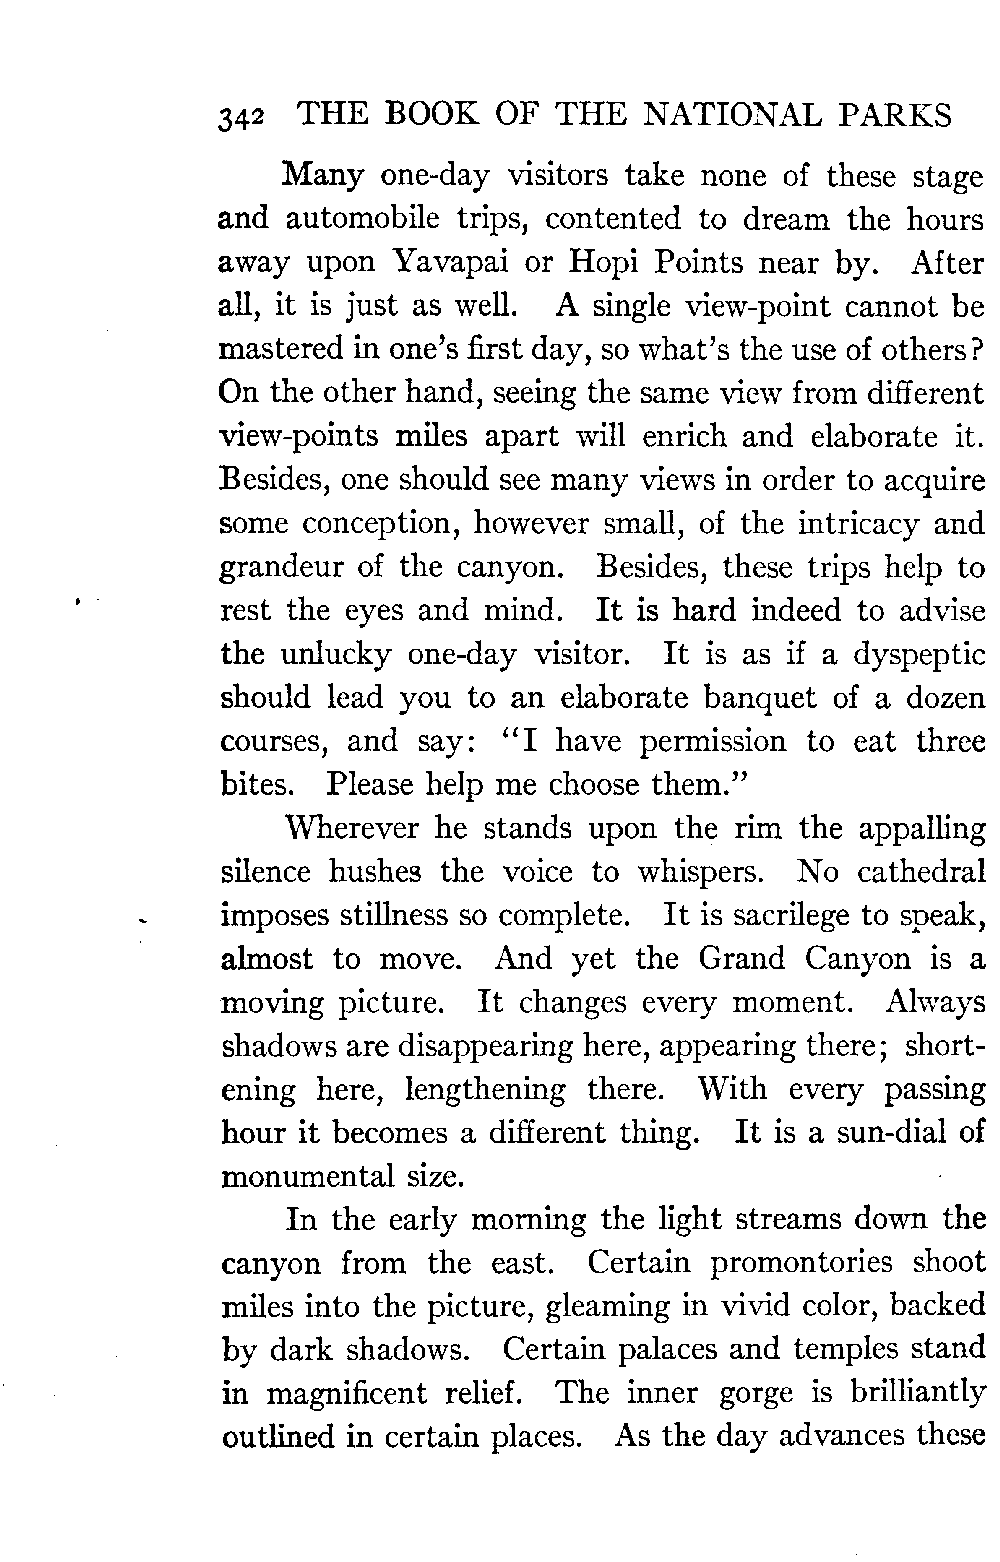 342 THE BOOK OF THE NATIONAL PARKS
Many one-day visitors take none of these stage
and automobile trips, contented to dream the hours
away upon Yavapai or Hopi Points near by. After
all, it is just as well. A single view-point cannot be
mastered in one's first day, so what's the use of others?
On the other hand, seeing the same view from different
view-points miles apart will enrich and elaborate it.
Besides, one should see many views in order to acquire
some conception, however small, of the intricacy and
grandeur of the canyon. Besides, these trips help to
rest the eyes and mind. It is hard indeed to advise
the unlucky one-day visitor. It is as if a dyspeptic
should lead you to an elaborate banquet of a dozen
courses, and say: "I have permission to eat three
bites. Please help me choose them."
Wherever he stands upon the rim the appalling
silence hushes the voice to whispers. No cathedral
imposes stillness so complete. It is sacrilege to speak,
almost to move. And yet the Grand Canyon is a
moving picture. It changes every moment. Always
shadows are disappearing here, appearing there; short-
ening here, lengthening there. With every passing
hour it becomes a different thing. It is a sun-dial of
monumental size.
In the early morning the light streams down the
canyon from the east. Certain promontories shoot
miles into the picture, gleaming in vivid color, backed
by dark shadows. Certain palaces and temples stand
in magnificent relief. The inner gorge is brilliantly
outlined in certain places. As the day advances these